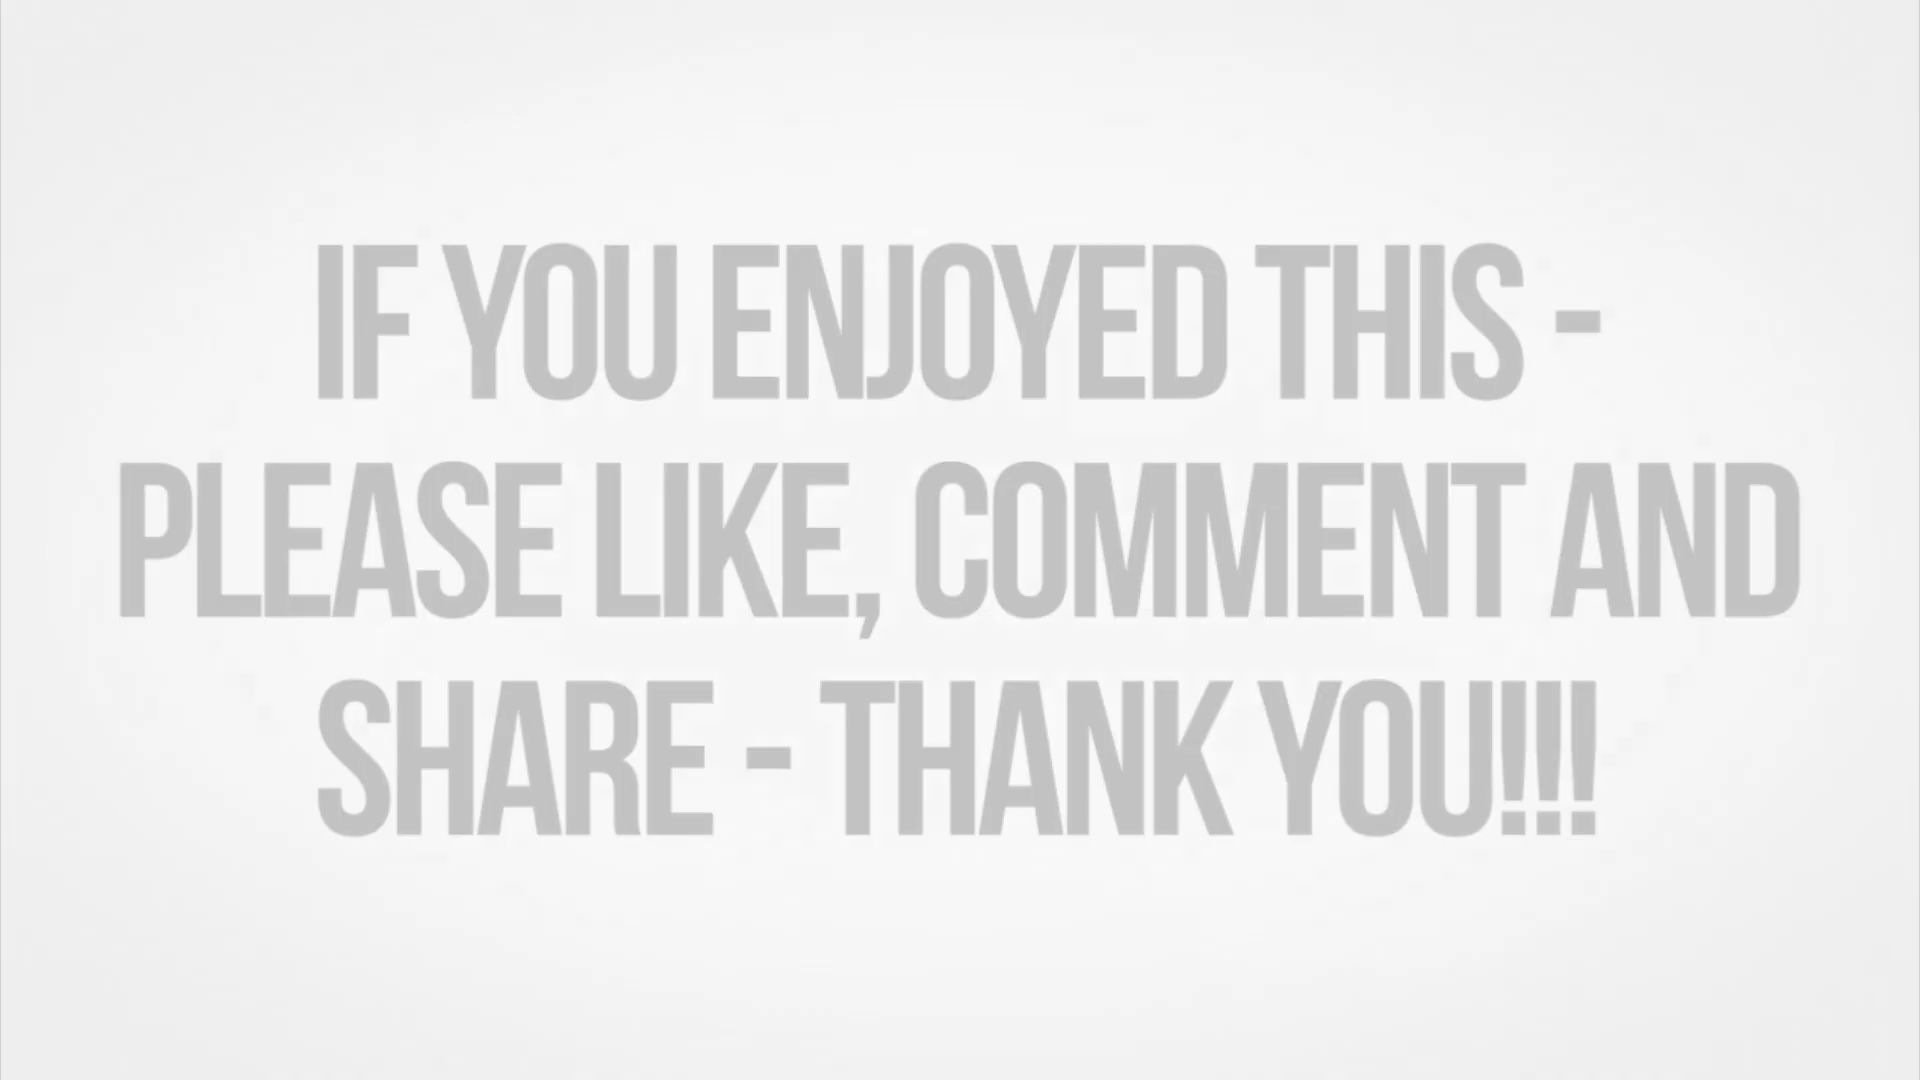 IF YOU ENJOYED THIS -
PLEASE LIKE, COMMENT AND
SHARE - THANK YOU!!!